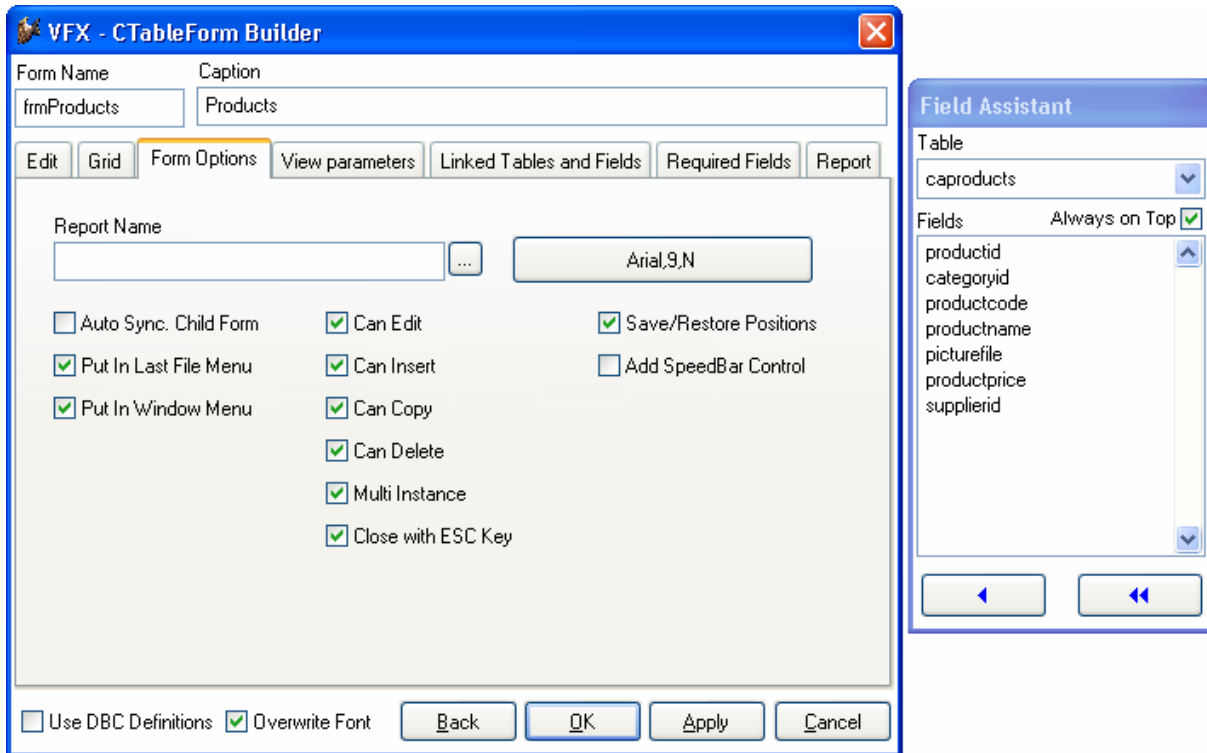 VFX - CTableForm Builder
Form Name Caption
frmProducts Products
Edit Grid Form Options View parameters Linked Tables and Fields Required Fields Report
Report Name
... Arial,9,N
Auto Sync. Child Form Can Edit Save/Restore Positions
Put In Last File Menu Can Insert Add SpeedBar Control
Put In Window Menu Can Copy
Can Delete
Multi Instance
Close with ESC Key
Use DBC Definitions Overwrite Font Back OK Apply Cancel
Field Assistant
Table
caproducts
Fields Always on Top
productid
categoryid
productcode
productname
picturefile
productprice
supplierid